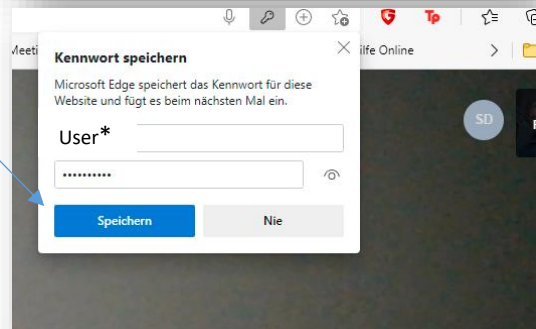 Tp
Meeti
ilfe Online
Kennwort speichern
Microsoft Edge speichert das Kennwort für diese
Website und fügt es beim nächsten Mal ein.
User*
Speichern
Nie
SD